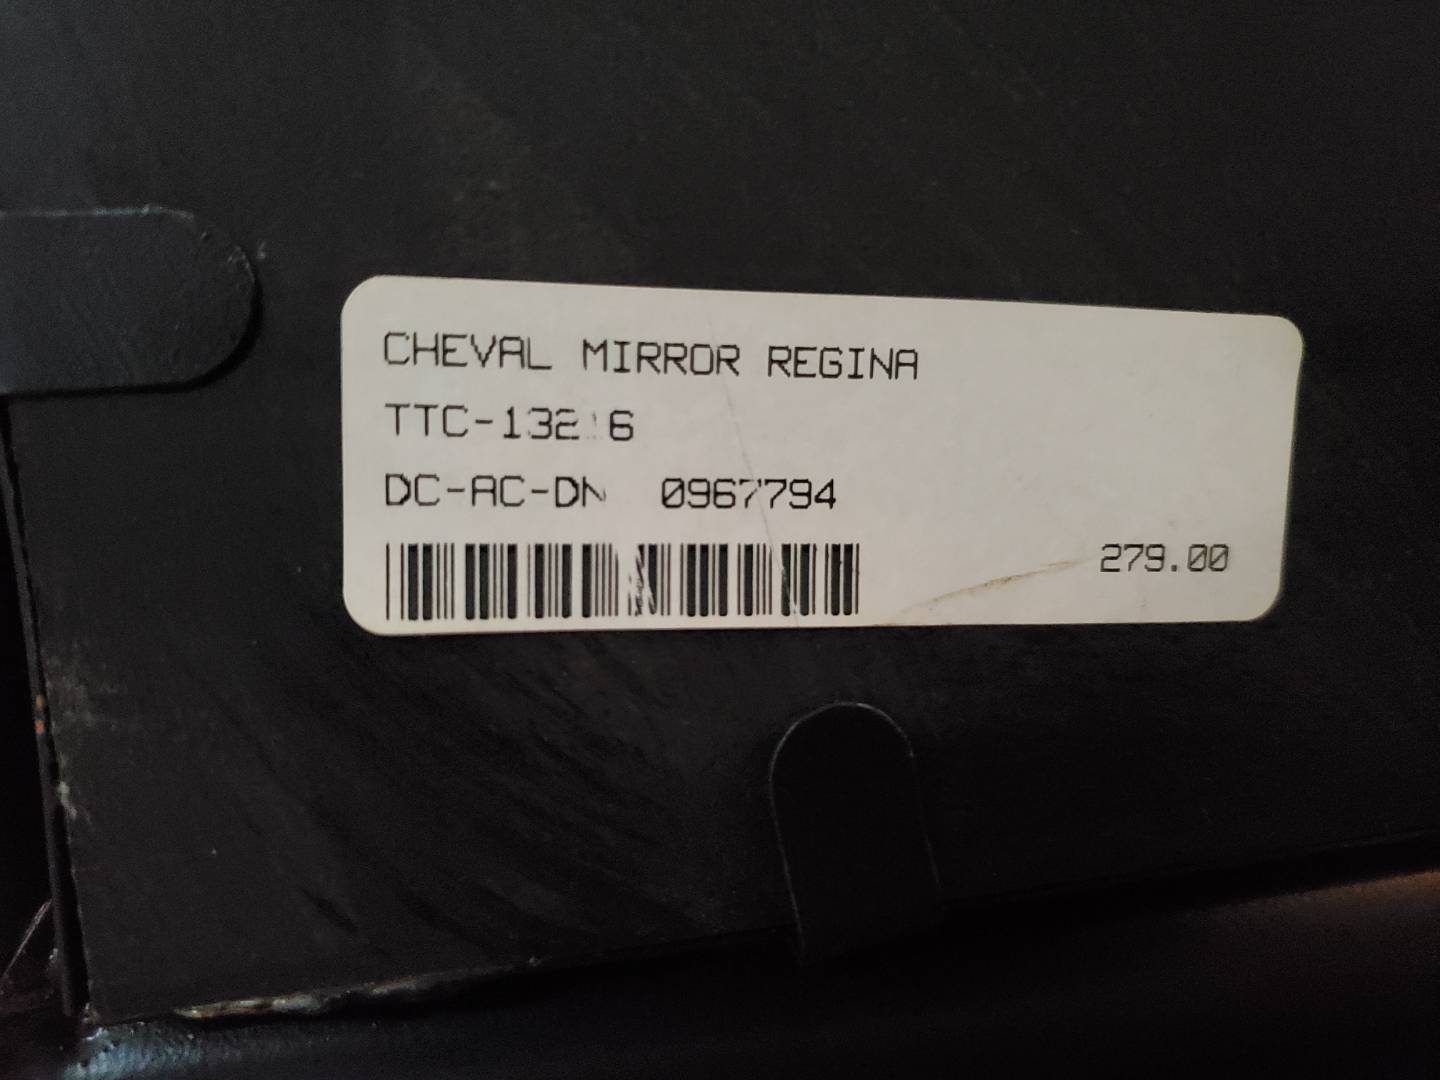 CHEVAL MIRROR REGINA
DC-AC-DN 0967794
279.00